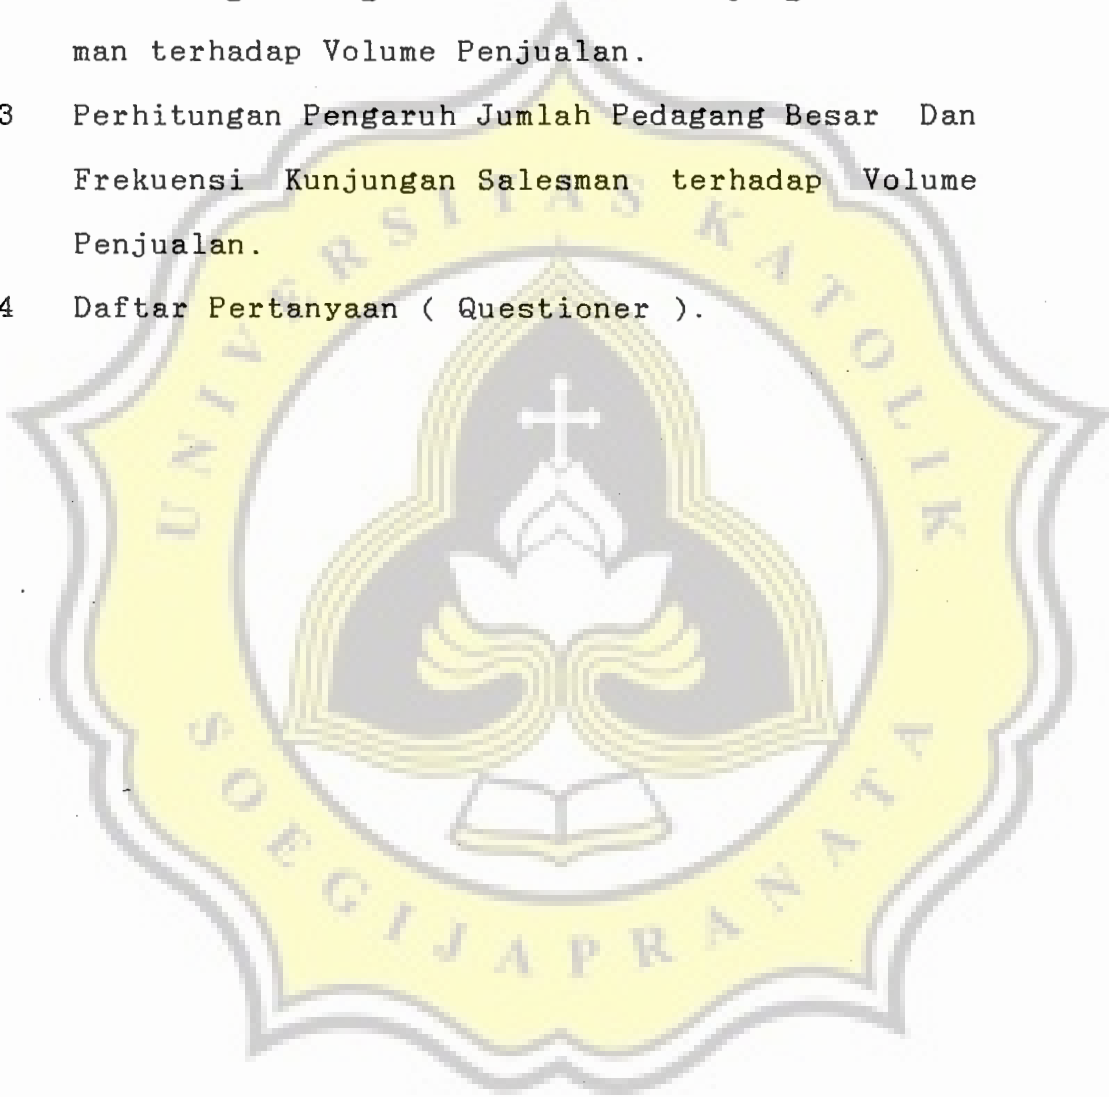 man terhadap Volume Penjualan.
3 Perhitungan Pengaruh Jumlah Pedagang Besar Dan
Frekuensi Kunjungan Salesman terhadap Volume
Penjualan.
4 Daftar Pertanyaan ( Questioner ).
UNIVERSITAS KATOLIK
SOEGIJAPRANATA